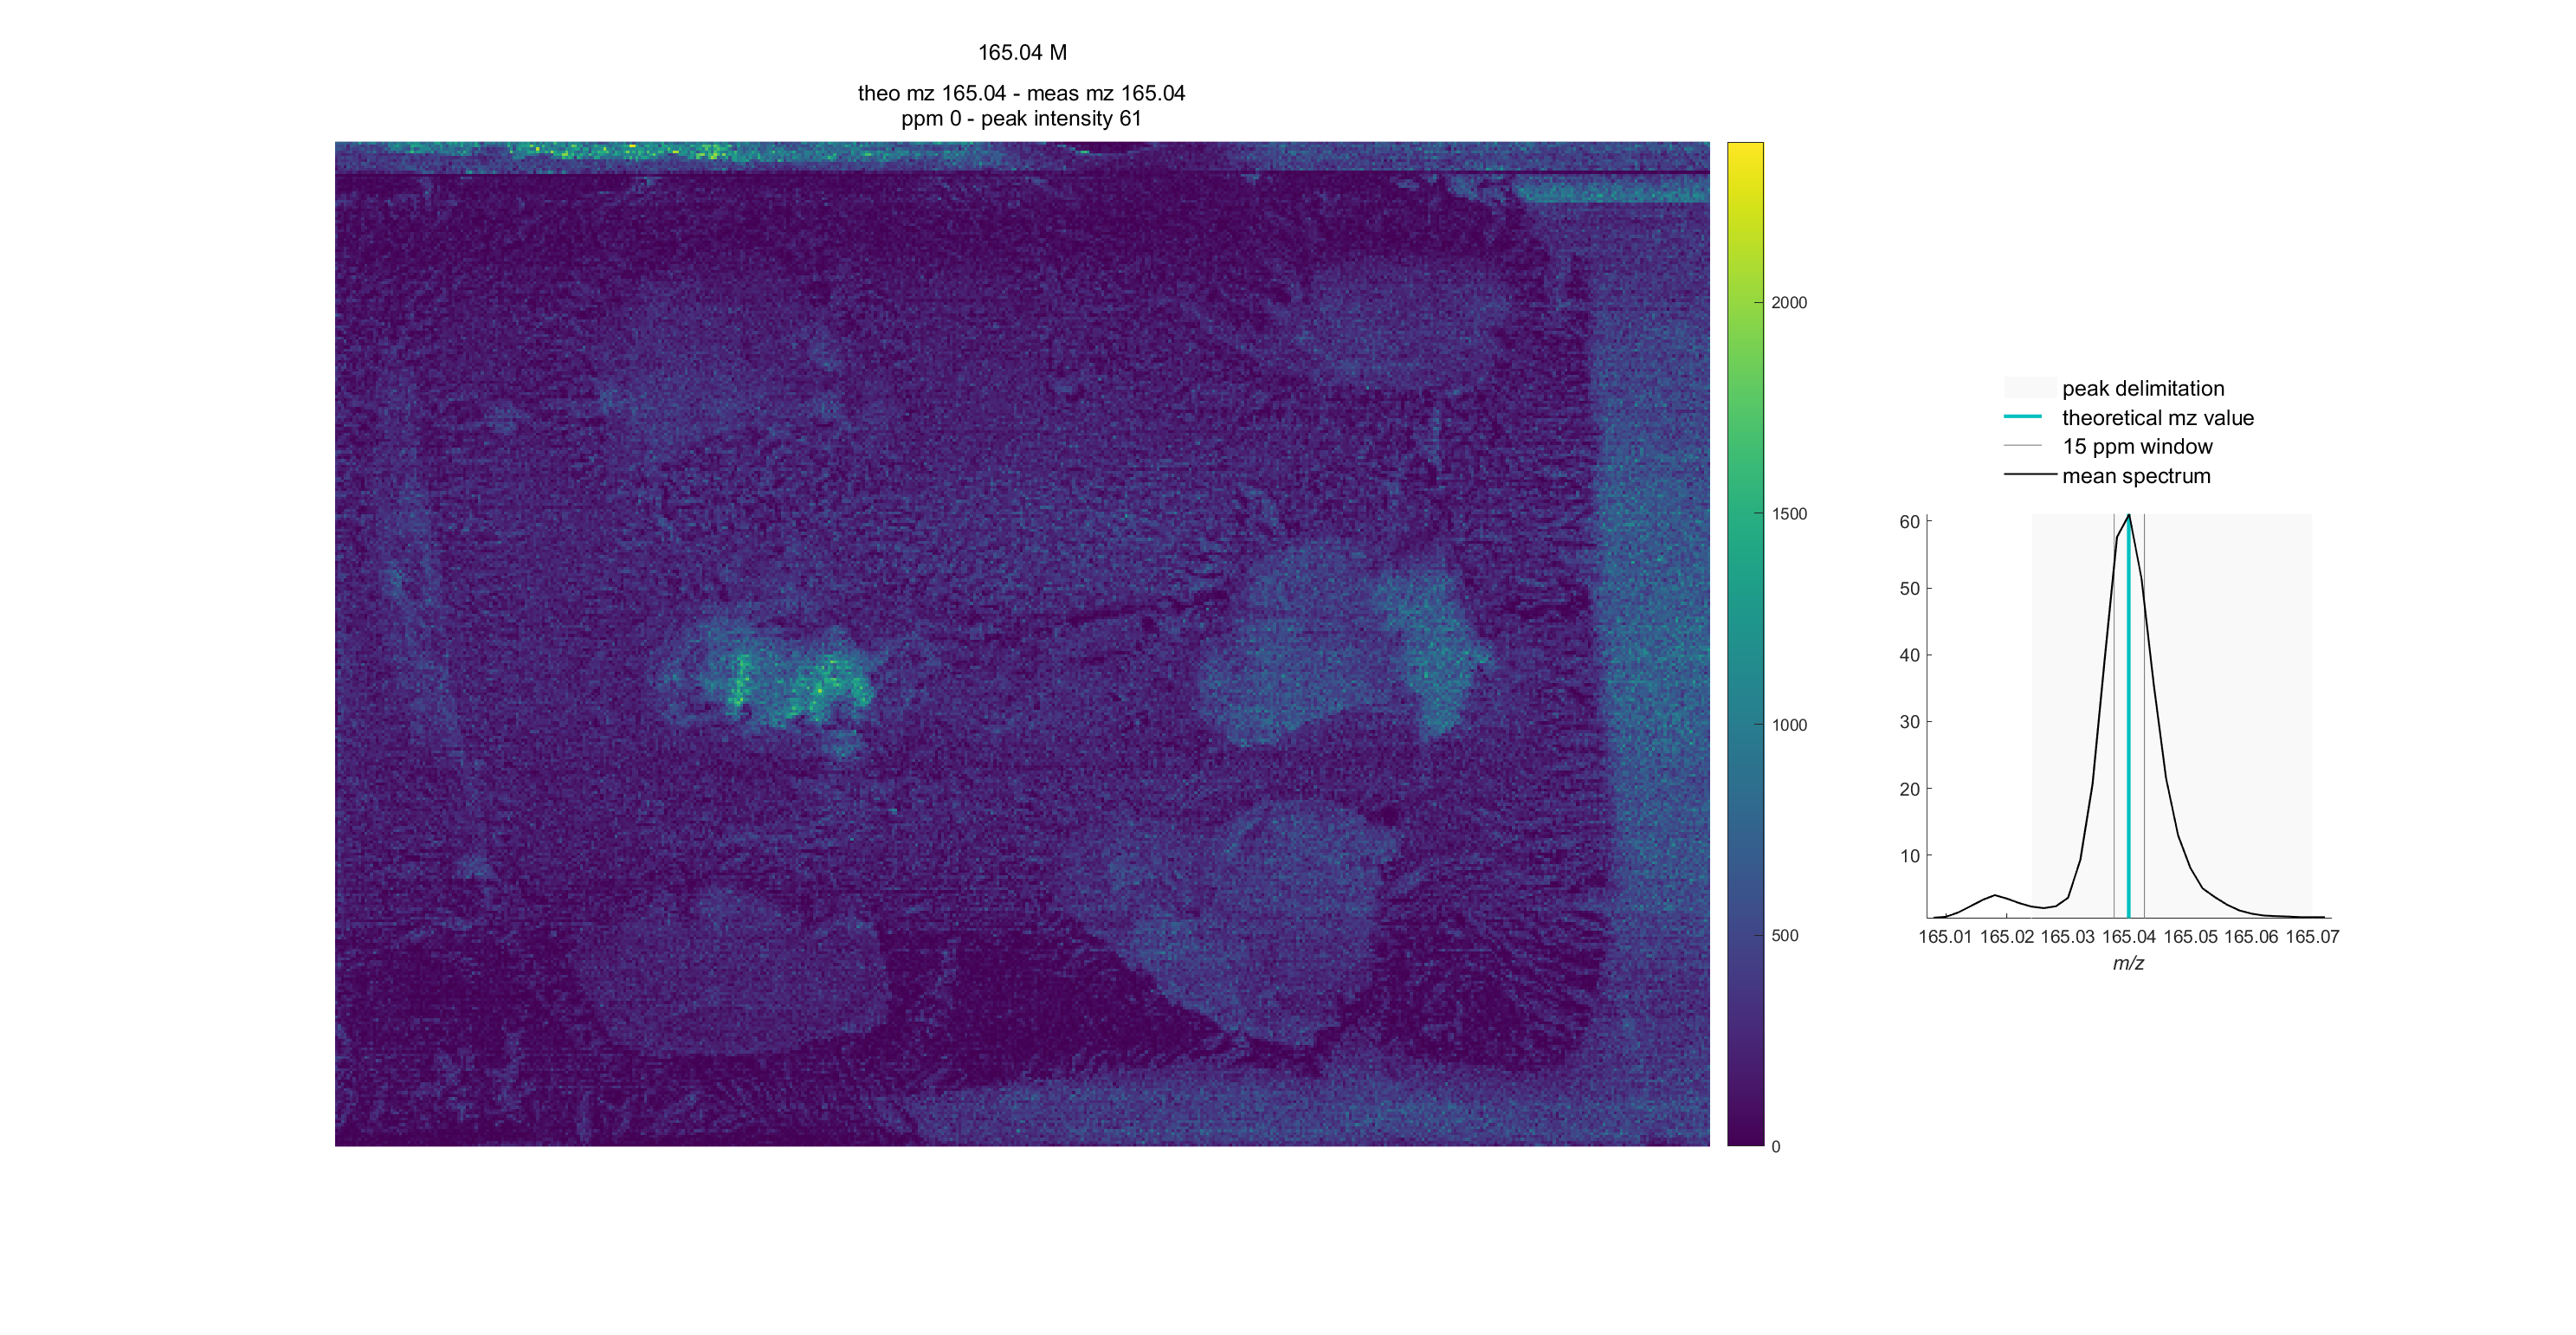 165.04 M
theo mz 165.04 - meas mz 165.04
ppm 0 - peak intensity 61
2000
1500
1000
500
0
peak delimitation
theoretical mz value
15 ppm window
mean spectrum
60
50
40
30
20
10
165.01 165.02 165.03 165.04 165.05 165.06 165.07
m/z